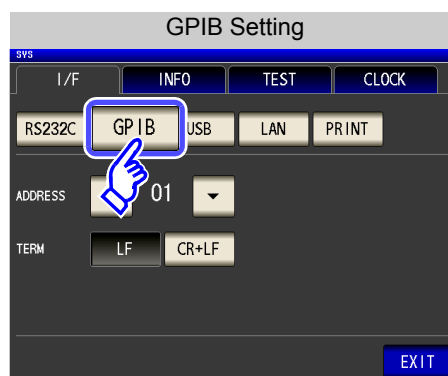 GPIB Setting
SYS
I/F INFO TEST CLOCK
RS232C GPIB USB LAN PRINT
ADDRESS 01
TERM LF CR+LF
EXIT